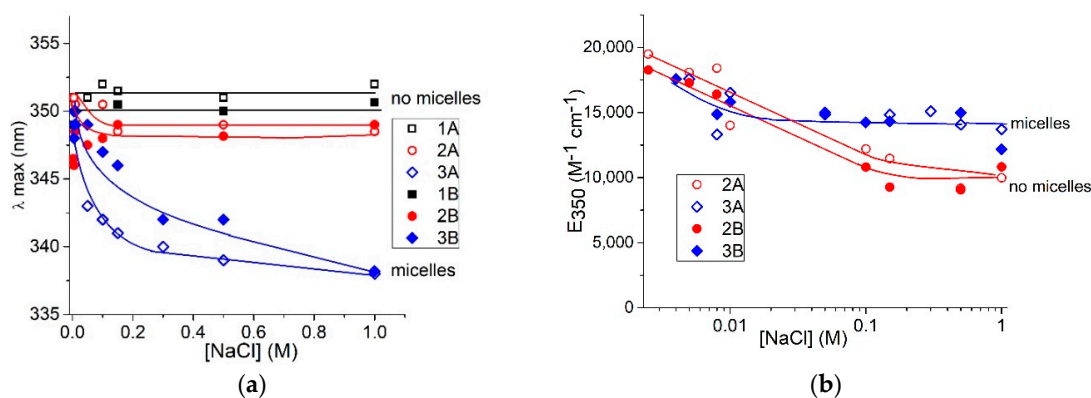 355
350
345
340
335
λ max (nm)
0.0
0.2
0.4
0.6
0.8
1.0
[NaCl] (M)
no micelles
1A
2A
3A
1B
2B
3B
micelles
(a)
20,000
15,000
10,000
5,000
0
E350 (M⁻¹ cm⁻¹)
0.01
0.1
1
[NaCl] (M)
micelles
no micelles
2A
3A
2B
3B
(b)